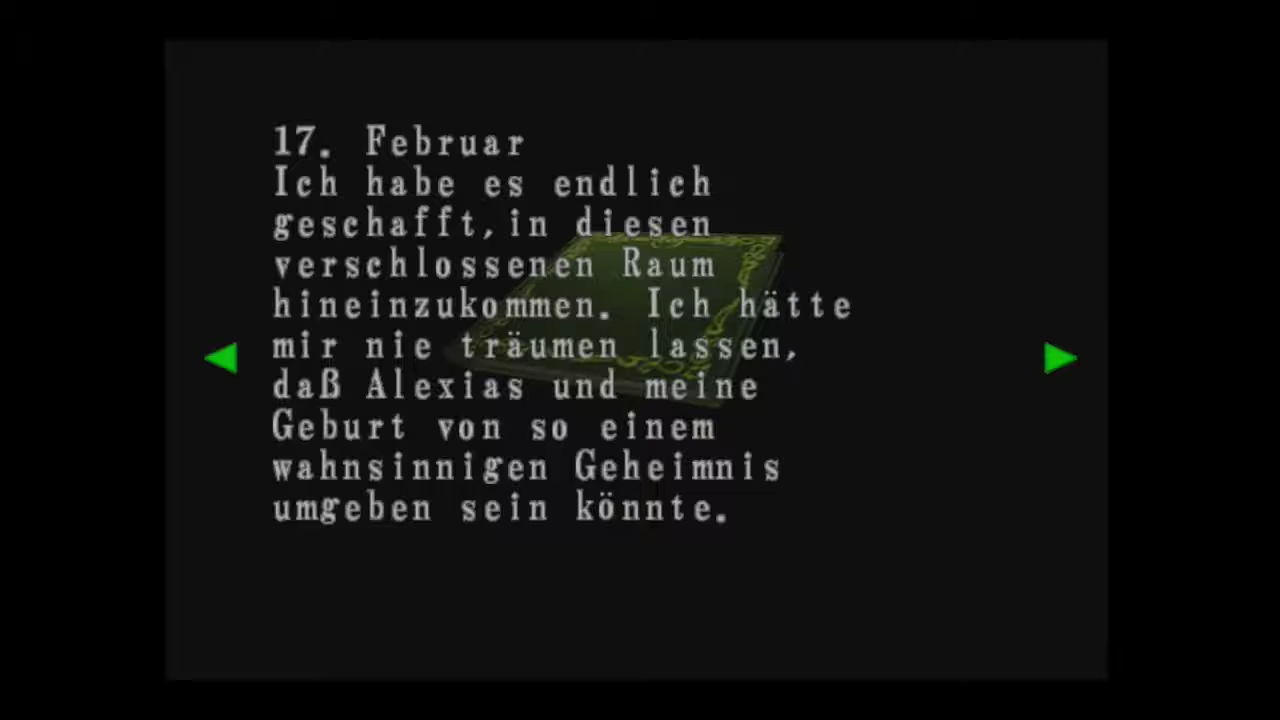 17. Februar
Ich habe es endlich
geschafft,in diesen
verschlossenen Raum
hineinzukommen. Ich hätte
mir nie träumen lassen,
daß Alexias und meine
Geburt von so einem
wahnsinnigen Geheimnis
umgeben sein könnte.